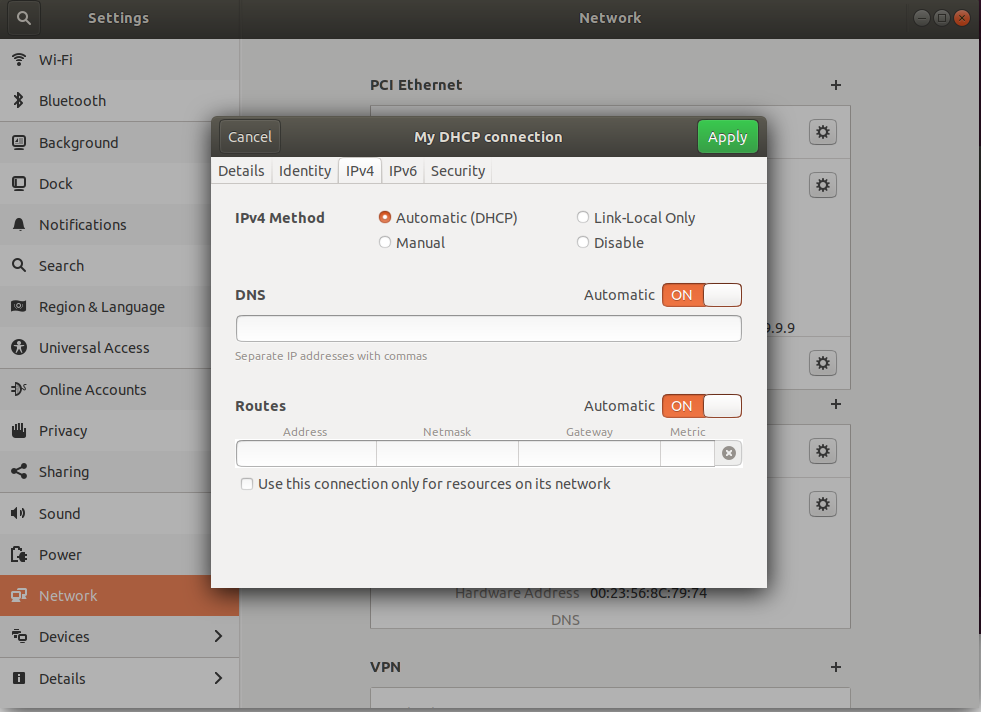 Settings
Network
Wi-Fi
Bluetooth
Background
Dock
Notifications
Search
Region & Language
Universal Access
Online Accounts
Privacy
Sharing
Sound
Power
Network
Devices
Details
PCI Ethernet
Cancel
My DHCP connection
Apply
Details Identity IPv4 IPv6 Security
IPv4 Method Automatic (DHCP) Link-Local Only
Manual Disable
DNS Automatic ON
Separate IP addresses with commas
Routes Automatic ON
Address Netmask Gateway Metric
Use this connection only for resources on its network
9.9.9
Hardware Address 00:23:56:8C:79:74
DNS
VPN